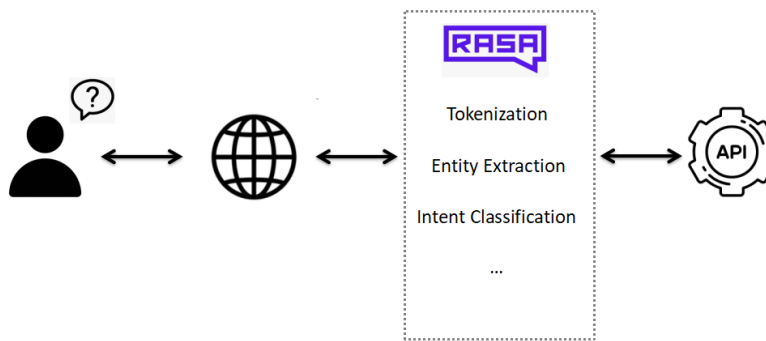 ?
RASA
Tokenization
Entity Extraction
Intent Classification
...
API